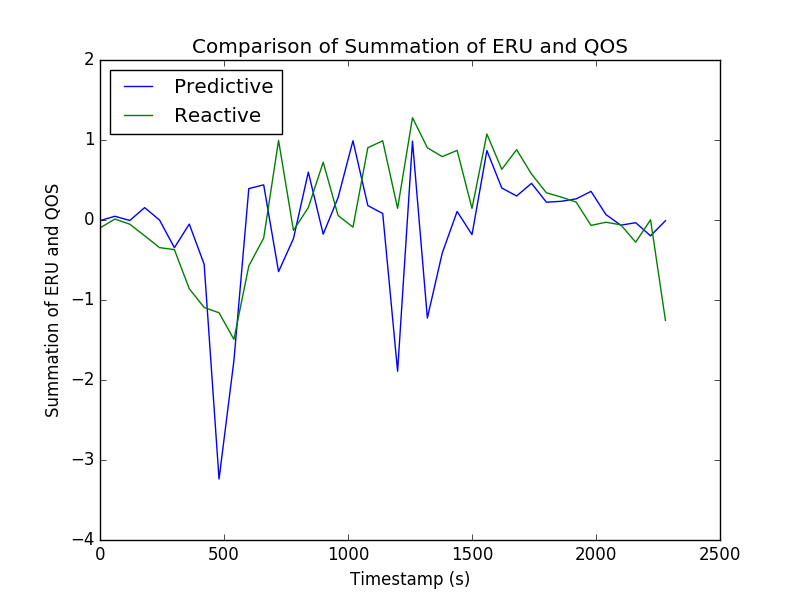 Comparison of Summation of ERU and QOS
Predictive
Reactive
2
1
0
−1
−2
−3
−4
Summation of ERU and QOS
0 500 1000 1500 2000 2500
Timestamp (s)